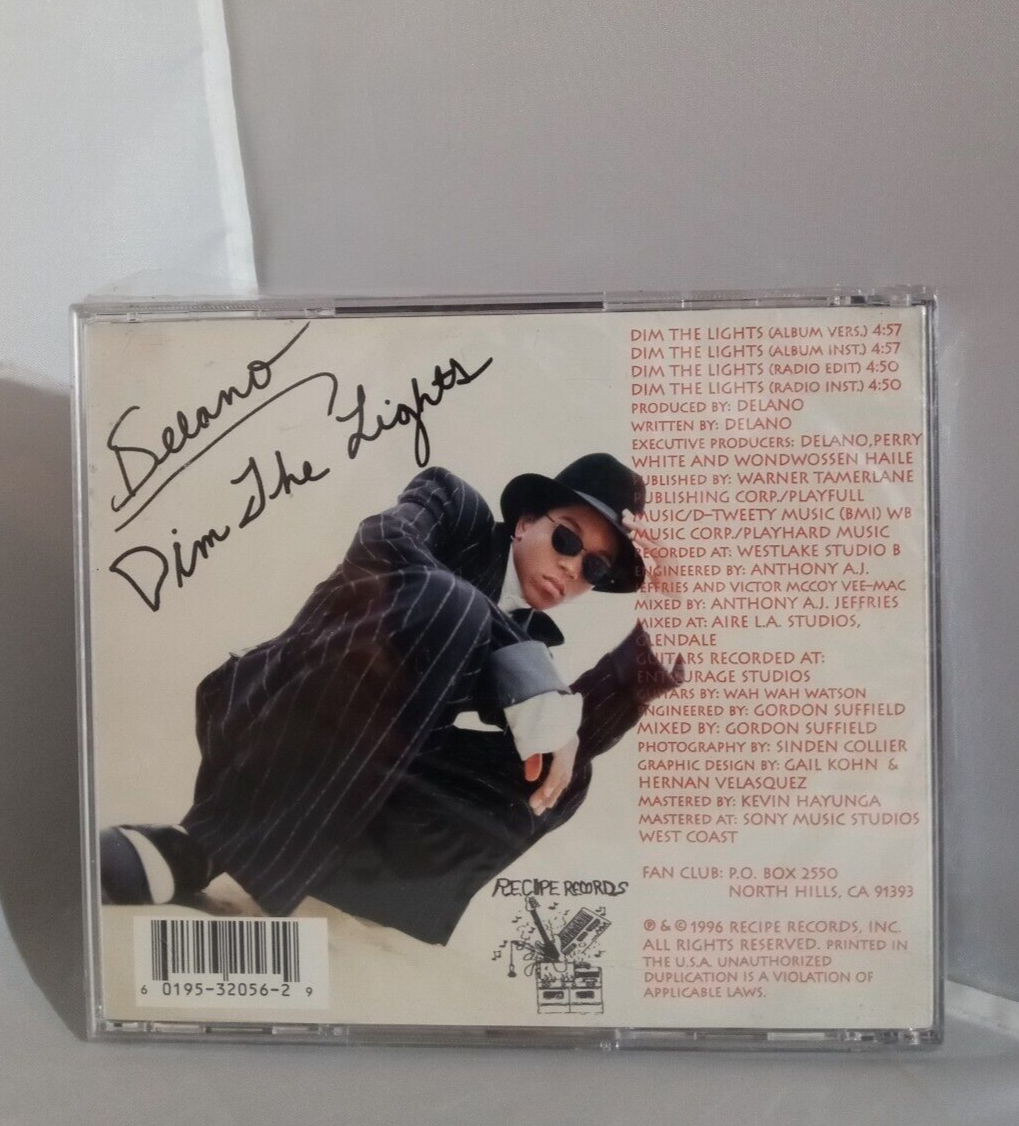 Delano
Dim The Lights
DIM THE LIGHTS (ALBUM VERS.) 4:57
DIM THE LIGHTS (ALBUM INST.) 4:57
DIM THE LIGHTS (RADIO EDIT) 4:50
DIM THE LIGHTS (RADIO INST.) 4:50
PRODUCED BY: DELANO
WRITTEN BY: DELANO
EXECUTIVE PRODUCERS: DELANO,PERRY
WHITE AND WONDWOSSEN HAILE
PUBLISHED BY: WARNER TAMERLANE
PUBLISHING CORP./PLAYFULL
MUSIC/D-TWEETY MUSIC (BMI) WB
MUSIC CORP./PLAYHARD MUSIC
RECORDED AT: WESTLAKE STUDIO B
ENGINEERED BY: ANTHONY A.J.
JEFFRIES AND VICTOR MCCOY VEE-MAC
MIXED BY: ANTHONY A.J. JEFFRIES
MIXED AT: AIRE L.A. STUDIOS,
GLENDALE
GUITARS RECORDED AT:
ENTOURAGE STUDIOS
GUITARS BY: WAH WAH WATSON
ENGINEERED BY: GORDON SUFFIELD
MIXED BY: GORDON SUFFIELD
PHOTOGRAPHY BY: SINDEN COLLIER
GRAPHIC DESIGN BY: GAIL KOHN &
HERNAN VELASQUEZ
MASTERED BY: KEVIN HAYUNGA
MASTERED AT: SONY MUSIC STUDIOS
WEST COAST
FAN CLUB: P.O. BOX 2550
NORTH HILLS, CA 91393
℗ & © 1996 RECIPE RECORDS, INC.
ALL RIGHTS RESERVED. PRINTED IN
THE U.S.A. UNAUTHORIZED
DUPLICATION IS A VIOLATION OF
APPLICABLE LAWS.
RECIPE RECORDS
6 0195-32056-2 9